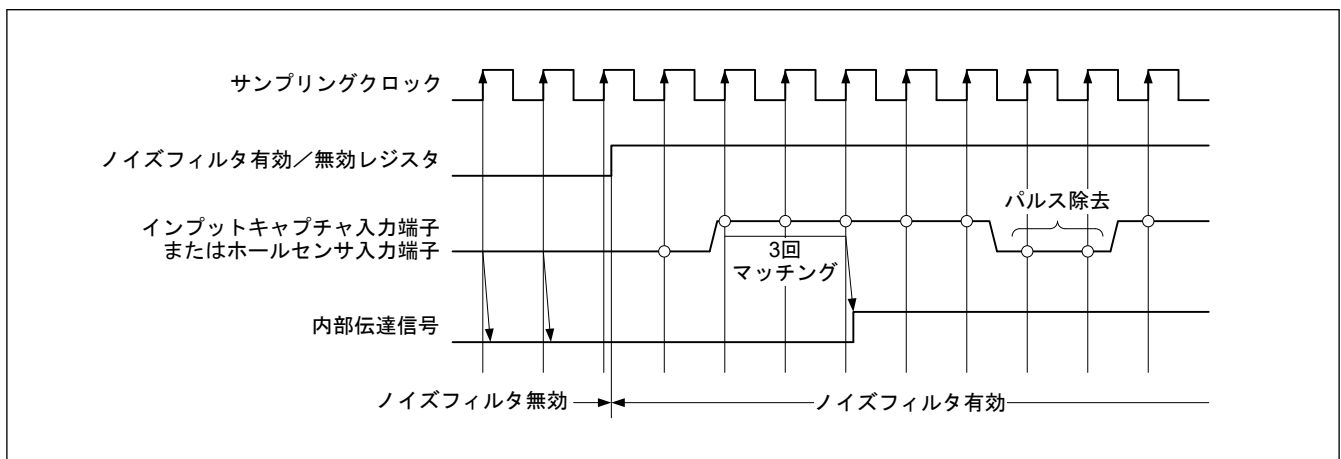 サンプリングクロック
ノイズフィルタ有効／無効レジスタ
インプットキャプチャ入力端子
またはホールセンサ入力端子
パルス除去
3回
マッチング
内部伝達信号
ノイズフィルタ無効
ノイズフィルタ有効